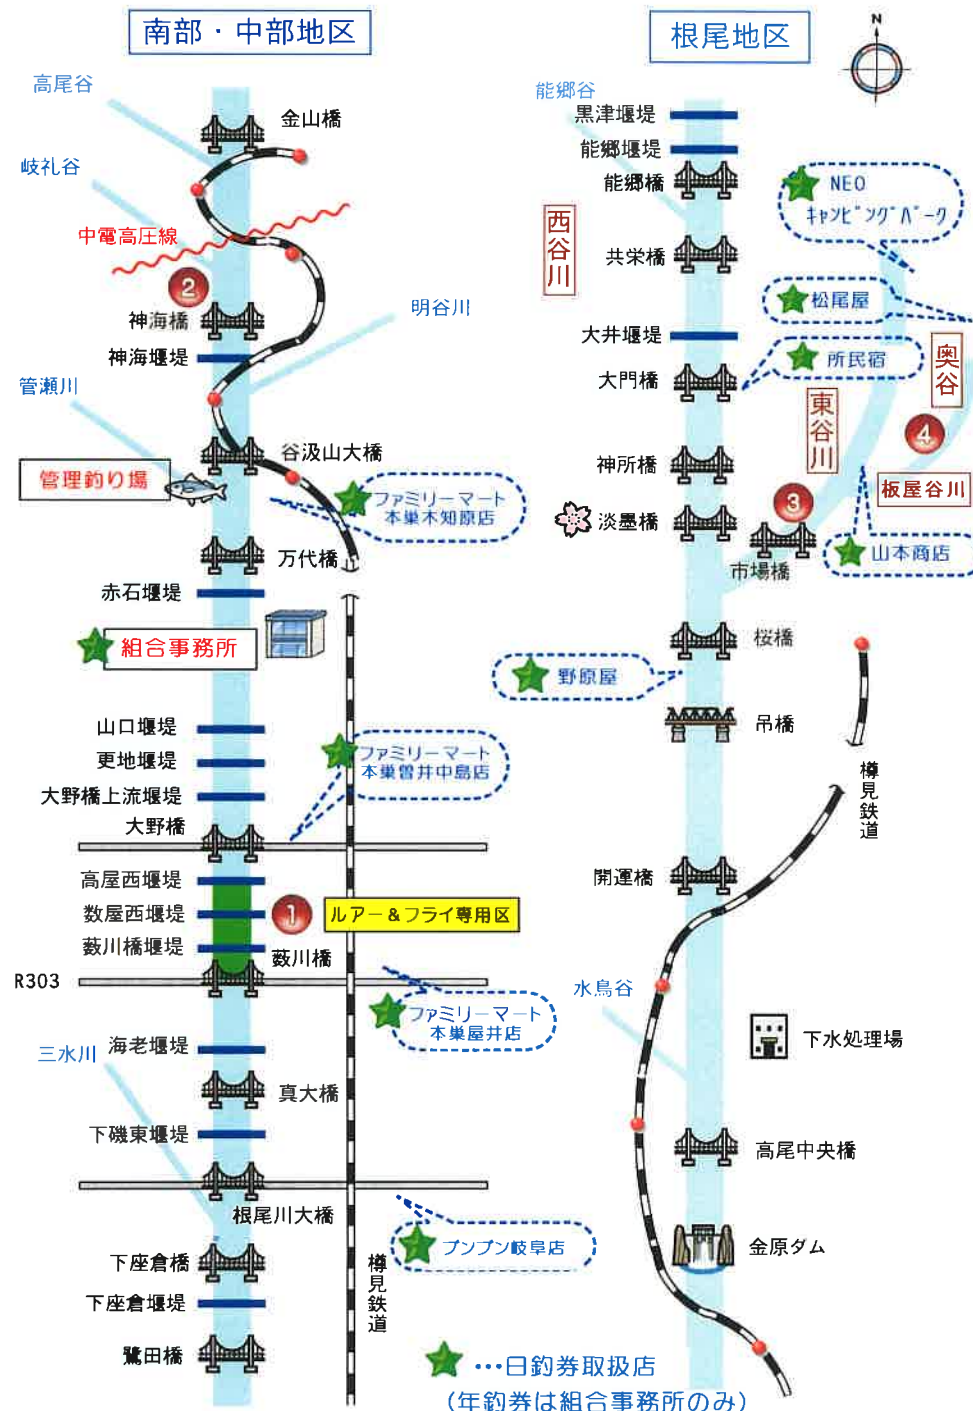 南部・中部地区
高尾谷
金山橋
岐礼谷
中電高圧線
2
神海橋
明谷川
神海堰堤
管瀬川
谷汲山大橋
管理釣り場
ファミリーマート
本巣木知原店
万代橋
赤石堰堤
組合事務所
山口堰堤
更地堰堤
ファミリーマート
本巣曽井中島店
大野橋上流堰堤
大野橋
高屋西堰堤
数屋西堰堤
1
ルアー＆フライ専用区
薮川橋堰堤
薮川橋
R303
ファミリーマート
本巣屋井店
三水川
海老堰堤
真大橋
下磯東堰堤
根尾川大橋
ブンブン岐阜店
下座倉橋
樽見鉄道
下座倉堰堤
鷺田橋
根尾地区
N
能郷谷
黒津堰堤
能郷堰堤
能郷橋
NEO
キャンピングパーク
西谷川
共栄橋
松尾屋
大井堰堤
所民宿
奥谷
大門橋
東谷川
4
神所橋
板屋谷川
3
淡墨橋
山本商店
市場橋
桜橋
野原屋
吊橋
樽見鉄道
開運橋
水鳥谷
下水処理場
高尾中央橋
金原ダム
…日釣券取扱店
（年釣券は組合事務所のみ）